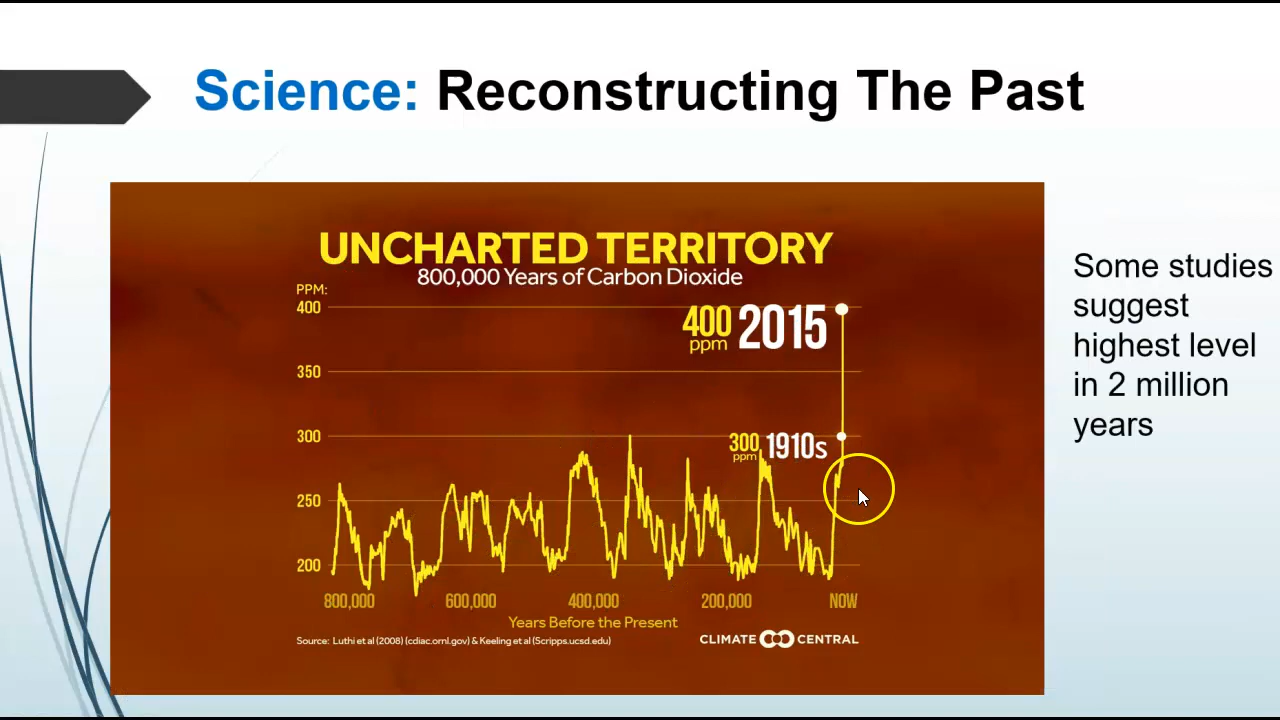 Science: Reconstructing The Past
UNCHARTED TERRITORY
800,000 Years of Carbon Dioxide
PPM:
400
400 ppm 2015
350
300
300 ppm 1910s
250
200
800,000 600,000 400,000 200,000 NOW
Years Before the Present
Source: Luthi et al (2008) (cdiac.ornl.gov) & Keeling et al (Scripps.ucsd.edu)
CLIMATE CENTRAL
Some studies
suggest
highest level
in 2 million
years